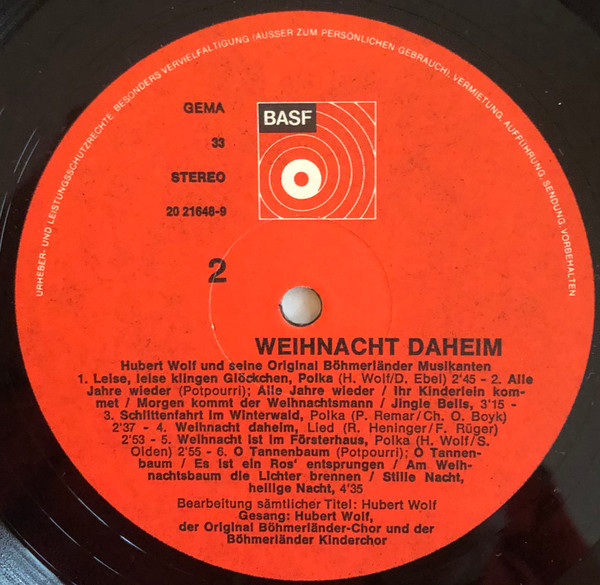 URHEBER- UND LEISTUNGSSCHUTZRECHTE, BESONDERS VERVIELFÄLTIGUNG (AUSSER ZUM PERSÖNLICHEN GEBRAUCH), VERMIETUNG, AUFFÜHRUNG, SENDUNG VORBEHALTEN
GEMA
33
STEREO
20 21648-9
BASF
2
WEIHNACHT DAHEIM
Hubert Wolf und seine Original Böhmerländer Musikanten
1. Leise, leise klingen Glöckchen, Polka (H. Wolf/D. Ebel) 2'45 - 2. Alle
Jahre wieder (Potpourri): Alle Jahre wieder / Ihr Kinderlein kom-
met / Morgen kommt der Weihnachtsmann / Jingle Bells, 3'15 -
3. Schlittenfahrt im Winterwald, Polka (P. Remar/Ch. O. Boyk)
2'37 - 4. Weihnacht daheim, Lied (R. Heninger/F. Rüger)
2'53 - 5. Weihnacht ist im Försterhaus, Polka (H. Wolf/S.
Olden) 2'55 - 6. O Tannenbaum (Potpourri); O Tannen-
baum / Es ist ein Ros' entsprungen / Am Weih-
nachtsbaum die Lichter brennen / Stille Nacht,
heilige Nacht, 4'35
Bearbeitung sämtlicher Titel: Hubert Wolf
Gesang: Hubert Wolf,
der Original Böhmerländer-Chor und der
Böhmerländer Kinderchor